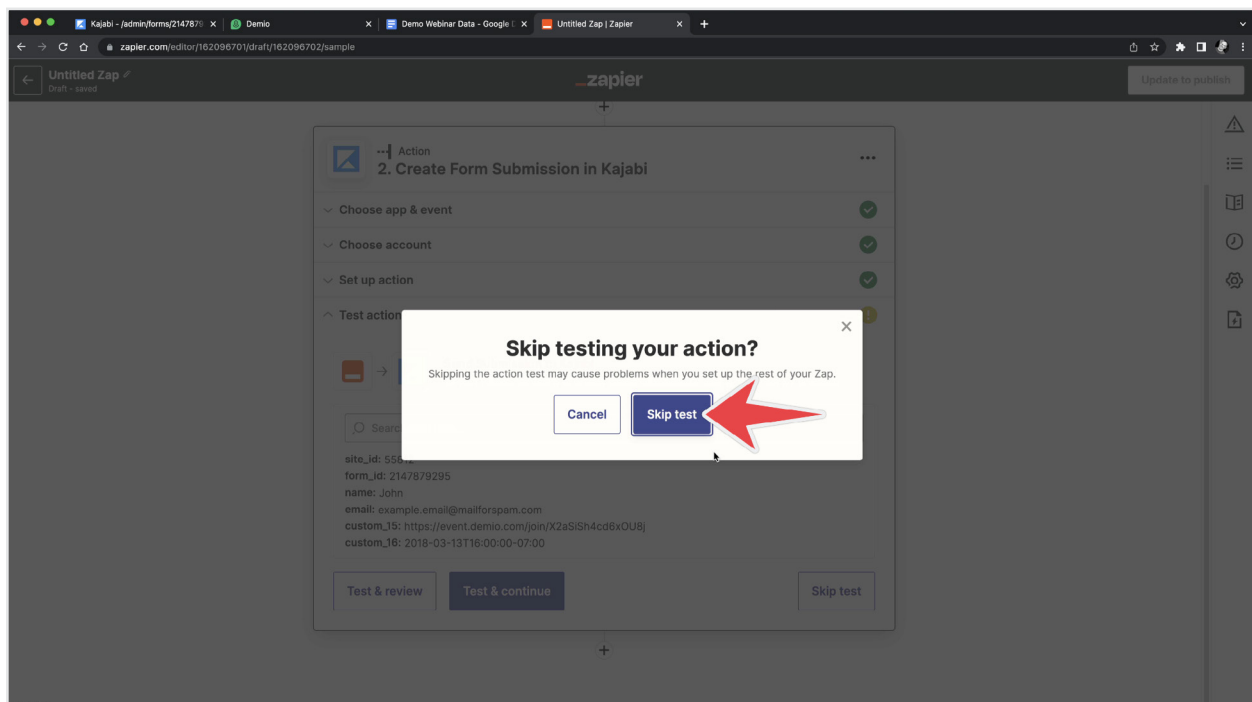 Kajabi - /admin/forms/2147879
Demio
Demo Webinar Data - Google D
Untitled Zap | Zapier
zapier.com/editor/162096701/draft/162096702/sample
Untitled Zap
Draft - saved
_zapier
Update to publish
Action
2. Create Form Submission in Kajabi
Choose app & event
Choose account
Set up action
Test action
Skip testing your action?
Skipping the action test may cause problems when you set up the rest of your Zap.
Cancel
Skip test
Searc
site_id: 55812
form_id: 2147879295
name: John
email: example.email@mailforspam.com
custom_15: https://event.demio.com/join/X2aSiSh4cd6xOU8j
custom_16: 2018-03-13T16:00:00-07:00
Test & review
Test & continue
Skip test